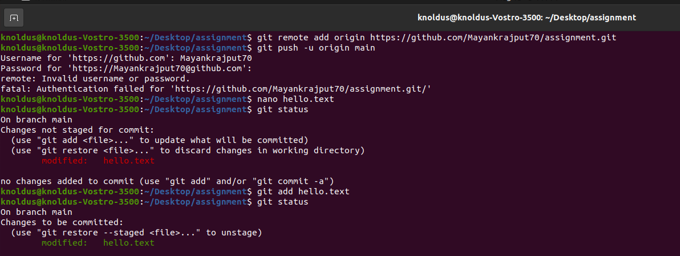 knoldus@knoldus-Vostro-3500: ~/Desktop/assignment
knoldus@knoldus-Vostro-3500:~/Desktop/assignment$ git remote add origin https://github.com/Mayankrajput70/assignment.git
knoldus@knoldus-Vostro-3500:~/Desktop/assignment$ git push -u origin main
Username for 'https://github.com': Mayankrajput70
Password for 'https://Mayankrajput70@github.com':
remote: Invalid username or password.
fatal: Authentication failed for 'https://github.com/Mayankrajput70/assignment.git/'
knoldus@knoldus-Vostro-3500:~/Desktop/assignment$ nano hello.text
knoldus@knoldus-Vostro-3500:~/Desktop/assignment$ git status
On branch main
Changes not staged for commit:
  (use "git add <file>..." to update what will be committed)
  (use "git restore <file>..." to discard changes in working directory)
        modified:   hello.text

no changes added to commit (use "git add" and/or "git commit -a")
knoldus@knoldus-Vostro-3500:~/Desktop/assignment$ git add hello.text
knoldus@knoldus-Vostro-3500:~/Desktop/assignment$ git status
On branch main
Changes to be committed:
  (use "git restore --staged <file>..." to unstage)
        modified:   hello.text